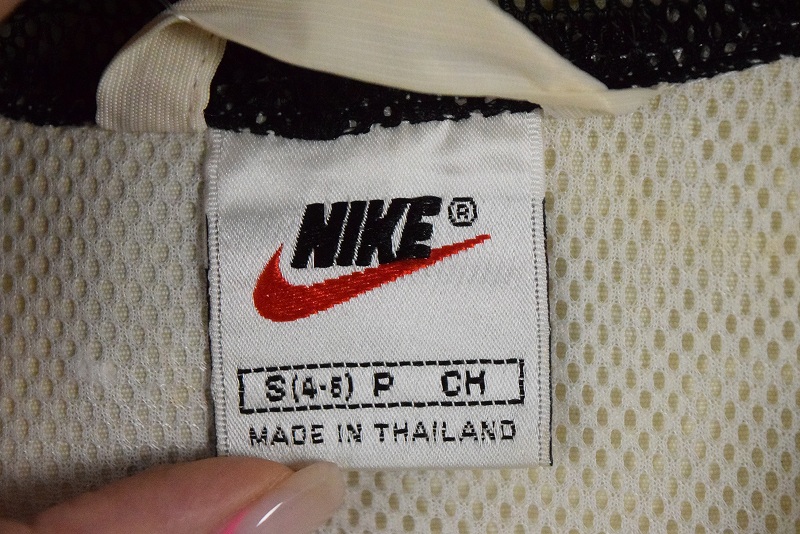 NIKE®
S(4-6) P CH
MADE IN THAILAND